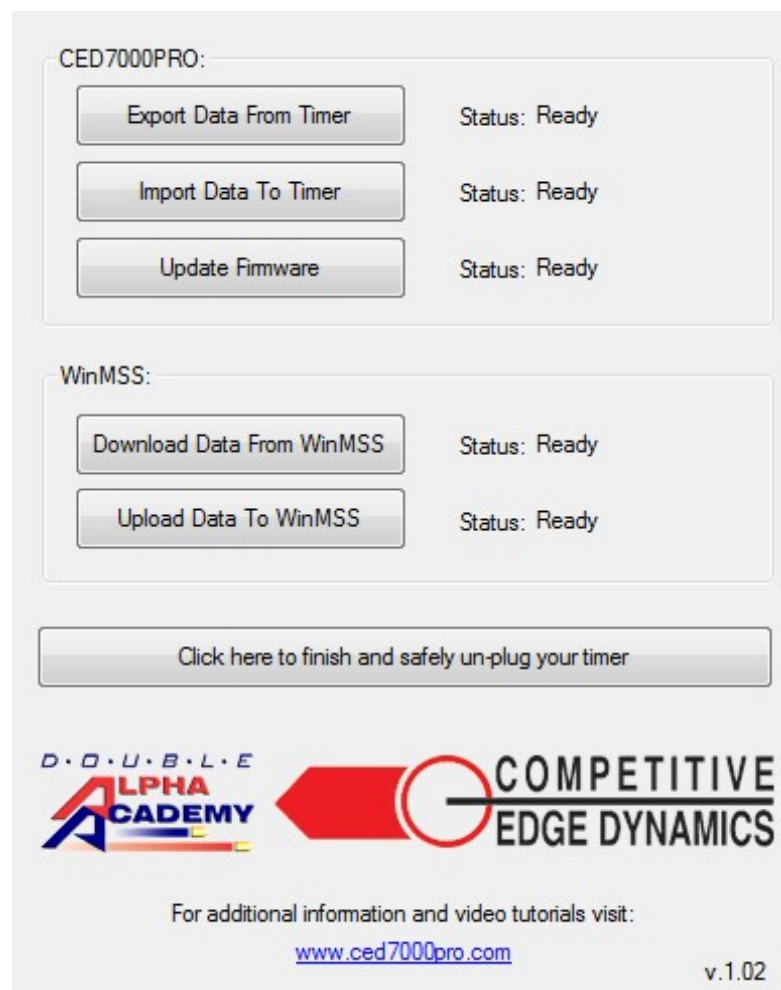 CED7000PRO:
Export Data From Timer Status: Ready
Import Data To Timer Status: Ready
Update Firmware Status: Ready
WinMSS:
Download Data From WinMSS Status: Ready
Upload Data To WinMSS Status: Ready
Click here to finish and safely un-plug your timer
D·O·U·B·L·E
ALPHA
ACADEMY
COMPETITIVE
EDGE DYNAMICS
For additional information and video tutorials visit:
www.ced7000pro.com
v.1.02